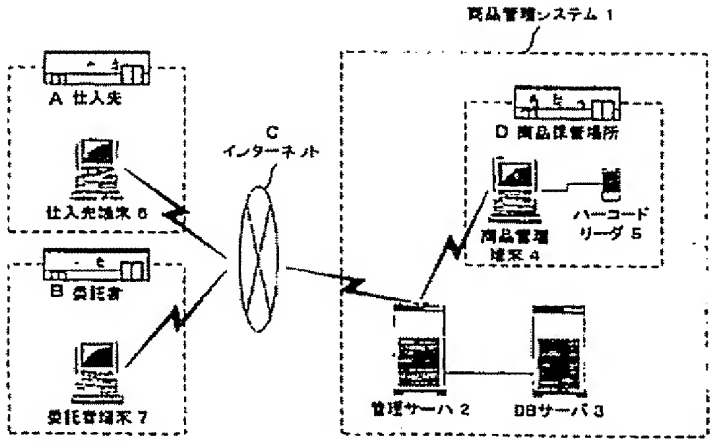 商品管理システム 1
A 仕入先
仕入先端末 6
B 委託者
委託者端末 7
C
インターネット
D 商品保管場所
商品管理
端末 4
バーコード
リーダ 5
管理サーバ 2
DBサーバ 3